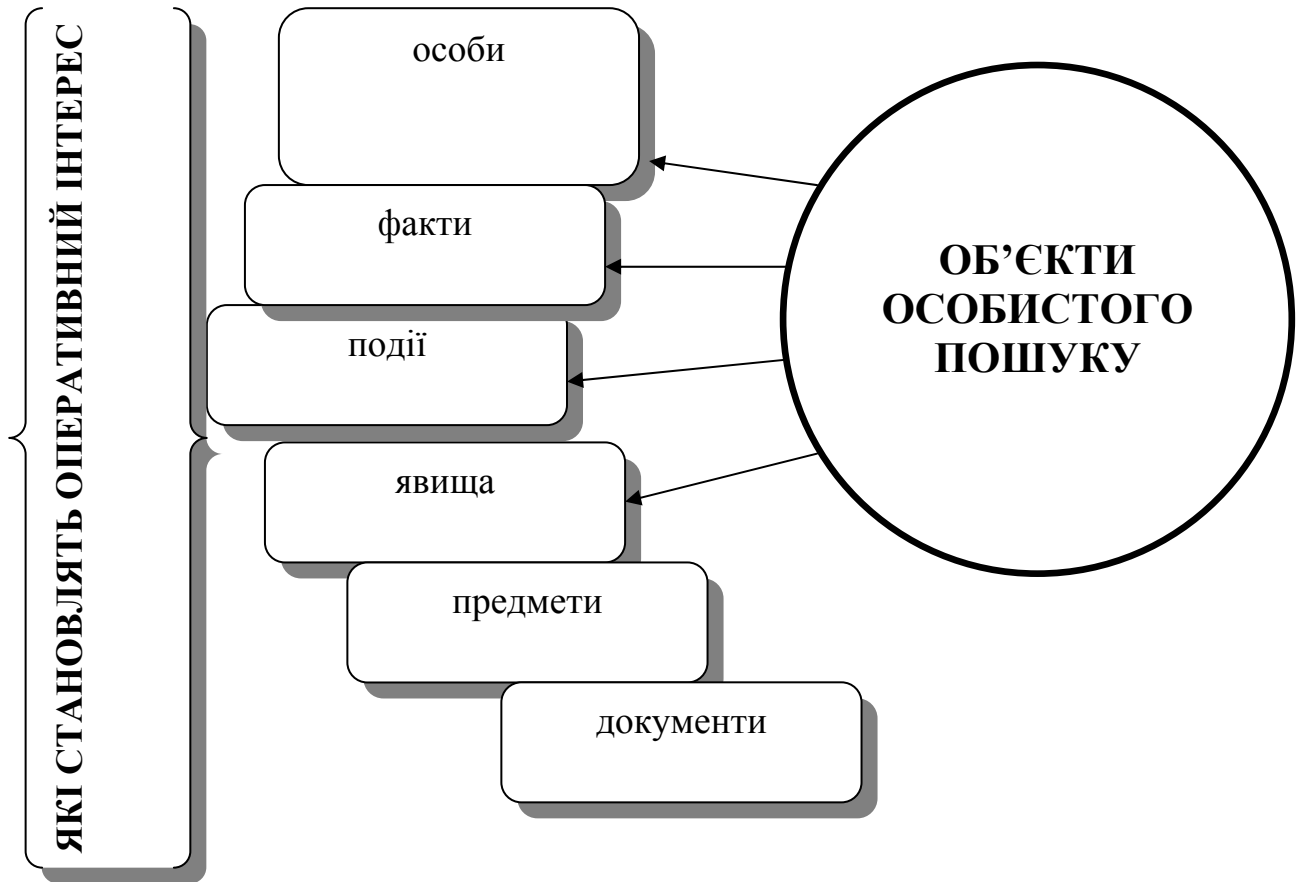 ЯКІ СТАНОВЛЯТЬ ОПЕРАТИВНИЙ ІНТЕРЕС
особи
факти
події
явища
предмети
документи
ОБ’ЄКТИ
ОСОБИСТОГО
ПОШУКУ